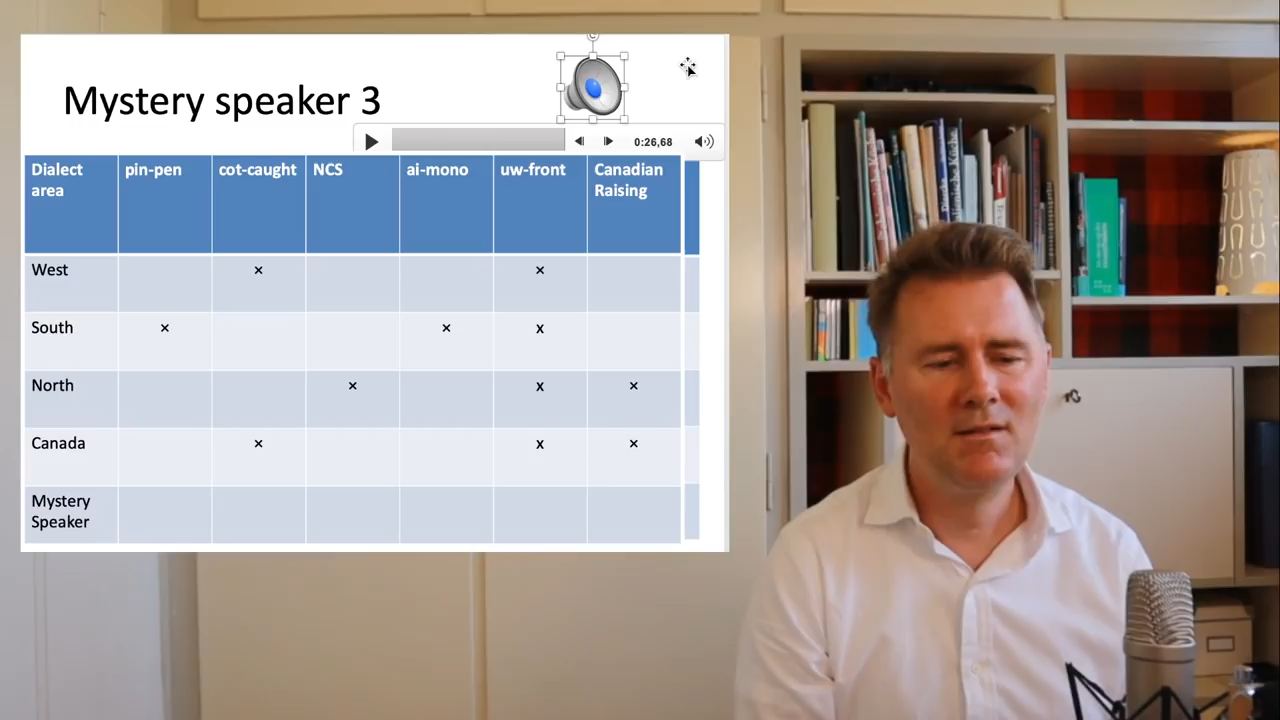 Mystery speaker 3
0:26,68
Dialect area pin-pen cot-caught NCS ai-mono uw-front Canadian Raising
West × ×
South × × x
North × x ×
Canada × x ×
Mystery Speaker